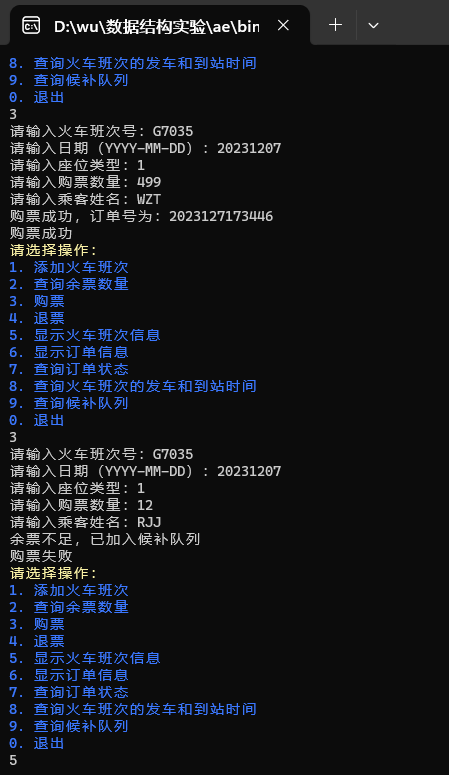 D:\wu\数据结构实验\ae\bin
8. 查询火车班次的发车和到站时间
9. 查询候补队列
0. 退出
3
请输入火车班次号: G7035
请输入日期 (YYYY-MM-DD) : 20231207
请输入座位类型: 1
请输入购票数量: 499
请输入乘客姓名: WZT
购票成功, 订单号为: 2023127173446
购票成功
请选择操作:
1. 添加火车班次
2. 查询余票数量
3. 购票
4. 退票
5. 显示火车班次信息
6. 显示订单信息
7. 查询订单状态
8. 查询火车班次的发车和到站时间
9. 查询候补队列
0. 退出
3
请输入火车班次号: G7035
请输入日期 (YYYY-MM-DD) : 20231207
请输入座位类型: 1
请输入购票数量: 12
请输入乘客姓名: RJJ
余票不足, 已加入候补队列
购票失败
请选择操作:
1. 添加火车班次
2. 查询余票数量
3. 购票
4. 退票
5. 显示火车班次信息
6. 显示订单信息
7. 查询订单状态
8. 查询火车班次的发车和到站时间
9. 查询候补队列
0. 退出
5